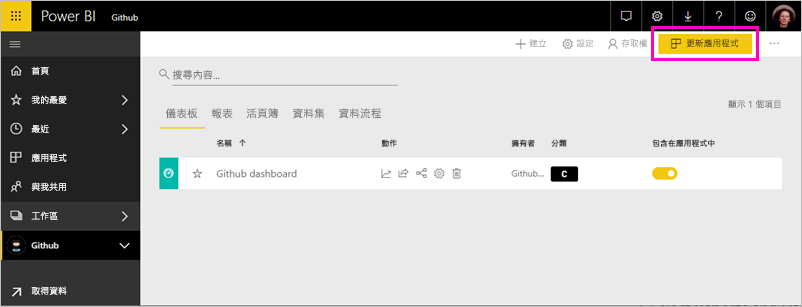 Power BI Github
?
建立 設定 存取權 更新應用程式 ...
首頁
搜尋內容...
我的最愛
顯示 1 個項目
儀表板 報表 活頁簿 資料集 資料流程
最近
名稱 動作 擁有者 分類 包含在應用程式中
應用程式
Github dashboard Github... C
與我共用
工作區
Github
取得資料